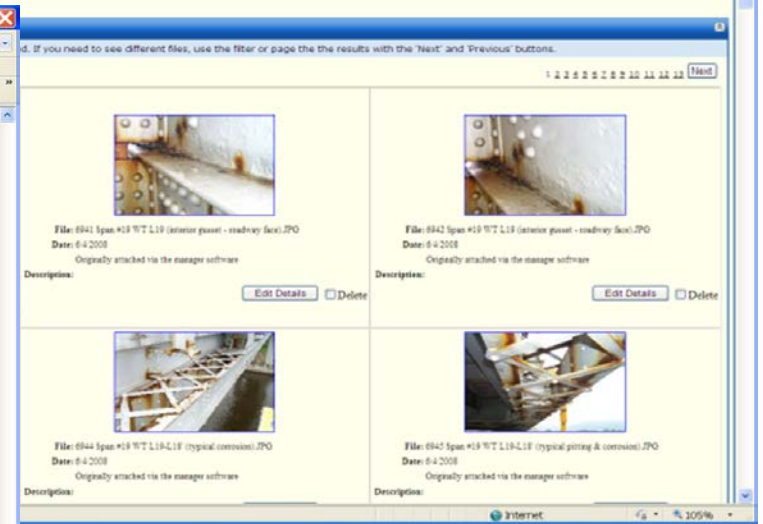 d. If you need to see different files, use the filter or page the the results with the 'Next' and 'Previous' buttons.
1 2 3 4 5 6 7 8 9 10 11 12 13 Next
File: 6941 Span #19 WT L19 (interior gusset - roadway face).JPG
Date: 6/4/2008
Originally attached via the manager software
Description:
Edit Details Delete
File: 6942 Span #19 WT L19 (interior gusset - roadway face).JPG
Date: 6/4/2008
Originally attached via the manager software
Description:
Edit Details Delete
File: 6944 Span #19 WT L19-L18' (typical corrosion).JPG
Date: 6/4/2008
Originally attached via the manager software
Description:
File: 6945 Span #19 WT L19-L18' (typical pitting & corrosion).JPG
Date: 6/4/2008
Originally attached via the manager software
Description:
Internet 105%